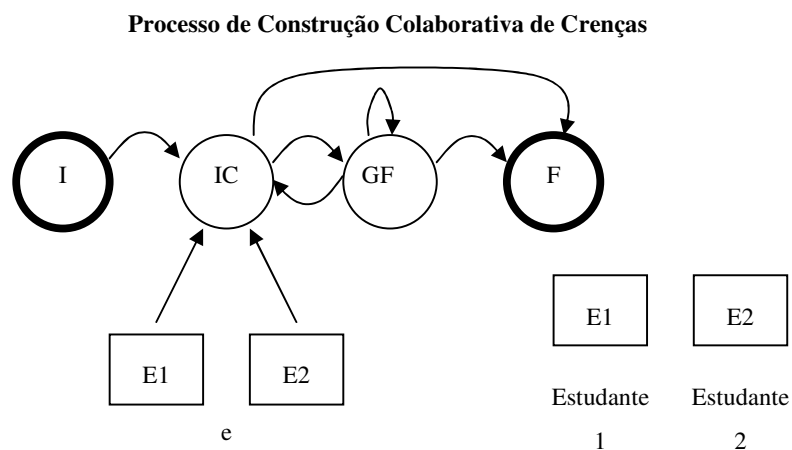 Processo de Construção Colaborativa de Crenças
I
IC
GF
F
E1
E2
e
E1
E2
Estudante
1
Estudante
2